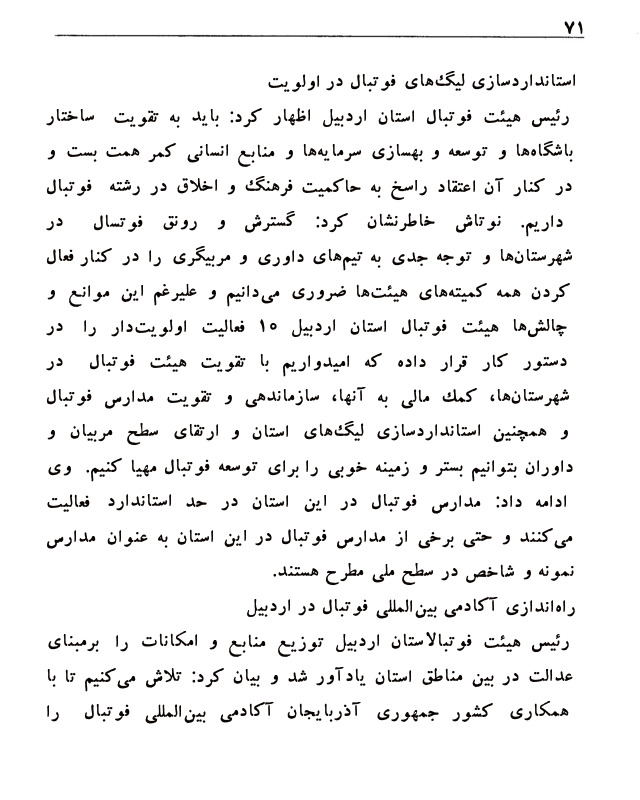 ۷۱
استانداردسازی لیگ‌های فوتبال در اولویت
رئیس هیئت فوتبال استان اردبیل اظهار کرد: باید به تقویت ساختار
باشگاه‌ها و توسعه و بهسازی سرمایه‌ها و منابع انسانی کمر همت بست و
در کنار آن اعتقاد راسخ به حاکمیت فرهنگ و اخلاق در رشته فوتبال
داریم. نوتاش خاطرنشان کرد: گسترش و رونق فوتسال در
شهرستان‌ها و توجه جدی به تیم‌های داوری و مربیگری را در کنار فعال
کردن همه کمیته‌های هیئت‌ها ضروری می‌دانیم و علیرغم این موانع و
چالش‌ها هیئت فوتبال استان اردبیل ۱۵ فعالیت اولویت‌دار را در
دستور کار قرار داده که امیدواریم با تقویت هیئت فوتبال در
شهرستان‌ها، کمک مالی به آنها، سازماندهی و تقویت مدارس فوتبال
و همچنین استانداردسازی لیگ‌های استان و ارتقای سطح مربیان و
داوران بتوانیم بستر و زمینه خوبی را برای توسعه فوتبال مهیا کنیم. وی
ادامه داد: مدارس فوتبال در این استان در حد استاندارد فعالیت
می‌کنند و حتی برخی از مدارس فوتبال در این استان به عنوان مدارس
نمونه و شاخص در سطح ملی مطرح هستند.
راه‌اندازی آکادمی بین‌المللی فوتبال در اردبیل
رئیس هیئت فوتبالاستان اردبیل توزیع منابع و امکانات را برمبنای
عدالت در بین مناطق استان یادآور شد و بیان کرد: تلاش می‌کنیم تا با
همکاری کشور جمهوری آذربایجان آکادمی بین‌المللی فوتبال را